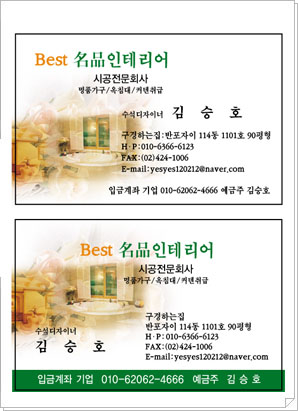 Best 名品인테리어
시공전문회사
명품가구/옥침대/커텐취급
수석디자이너 김 승 호
구경하는집:반포자이 114동 1101호 90평형
H·P:010-6366-6123
FAX:(02)424-1006
E-mail:yesyes120212@naver.com
입금계좌 기업 010-62062-4666 예금주 김승호
Best 名品인테리어
시공전문회사
명품가구/옥침대/커텐취급
수석디자이너
김 승 호
구경하는집
반포자이 114동 1101호 90평형
H·P:010-6366-6123
FAX:(02)424-1006
E-mail:yesyes120212@naver.com
입금계좌 기업 010-62062-4666 예금주 김 승 호